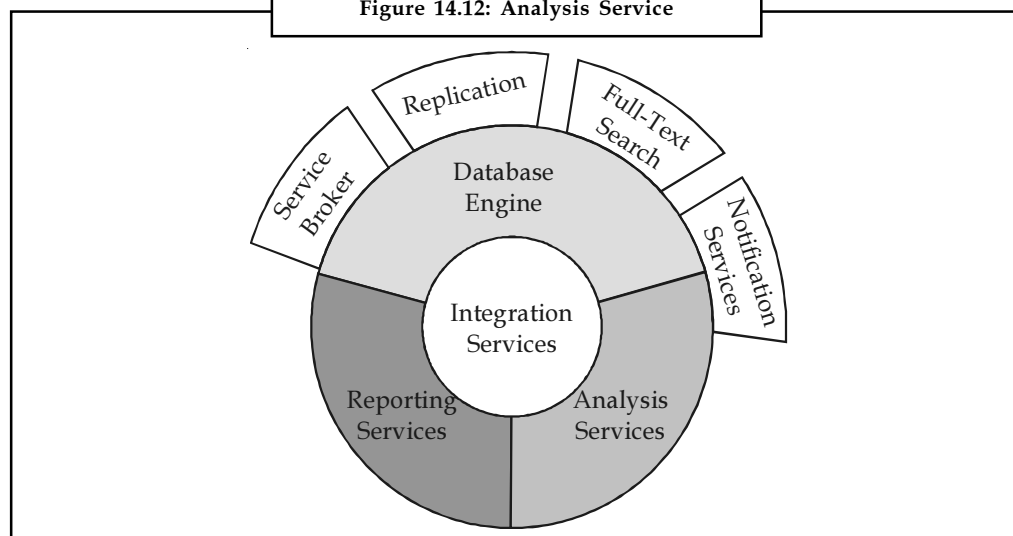 Figure 14.12: Analysis Service
Replication
Full-Text
Search
Service
Broker
Database
Engine
Notification
Services
Integration
Services
Reporting
Services
Analysis
Services